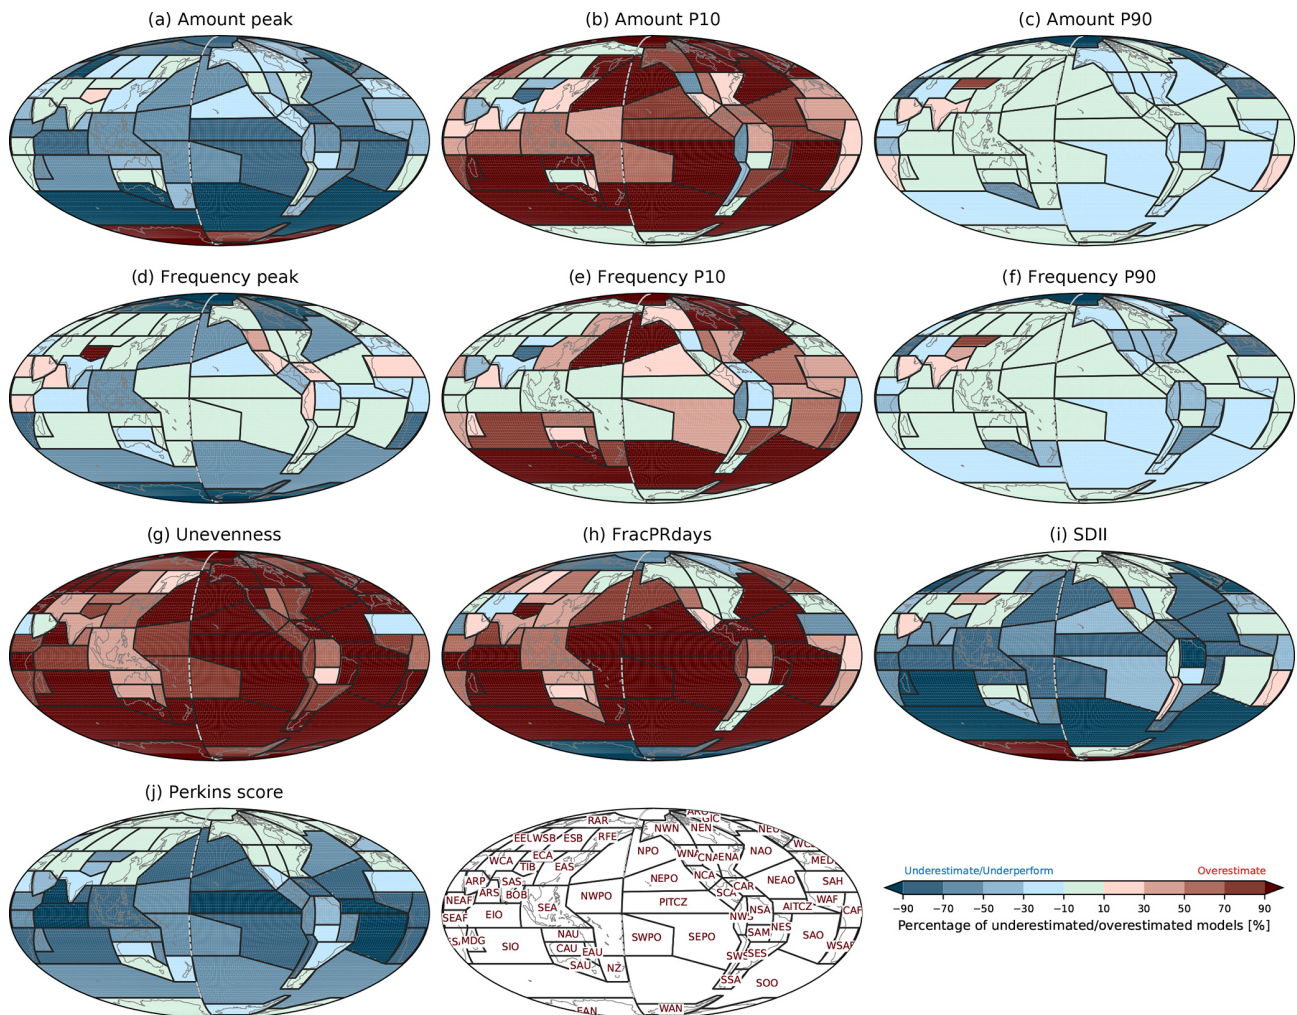 (a) Amount peak
(b) Amount P10
(c) Amount P90
(d) Frequency peak
(e) Frequency P10
(f) Frequency P90
(g) Unevenness
(h) FracPRdays
(i) SDII
(j) Perkins score
GIC
RAR
NWN NEN
EEU WSB ESB RFE
NPO NAO
WCA ECA TIB EAS
WNA CNA ENA MED
ARP SAS NEPO NCA CAR NEAO SAH
ARS BOB
NEAF SEA NWPO PITCZ SCA AITCZ WAF
SEAF EIO NWS NSA CAF
MDG NAU SAM NES
SIO CAU EAU SWPO SEPO SAO WSAF
SAU NZ SWS SES
SSA SOO
EAN WAN
Underestimate/Underperform Overestimate
−90 −70 −50 −30 −10 10 30 50 70 90
Percentage of underestimated/overestimated models [%]